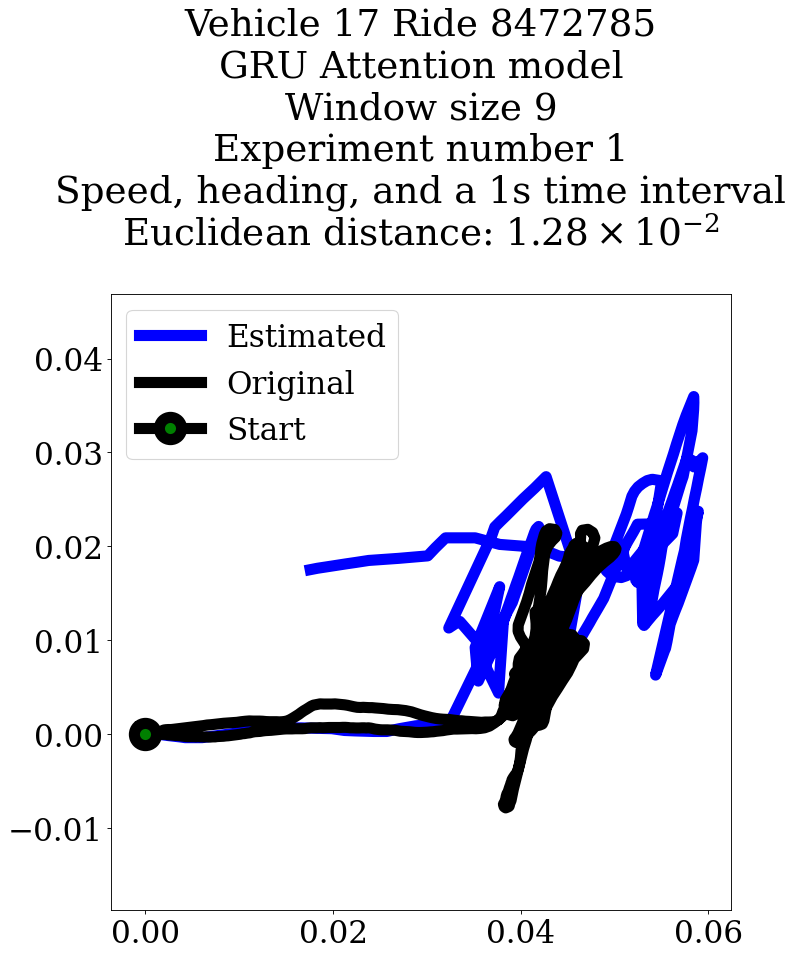 Vehicle 17 Ride 8472785
GRU Attention model
Window size 9
Experiment number 1
Speed, heading, and a 1s time interval
Euclidean distance: 1.28 × 10⁻²
Estimated
Original
Start
0.04
0.03
0.02
0.01
0.00
−0.01
0.00 0.02 0.04 0.06